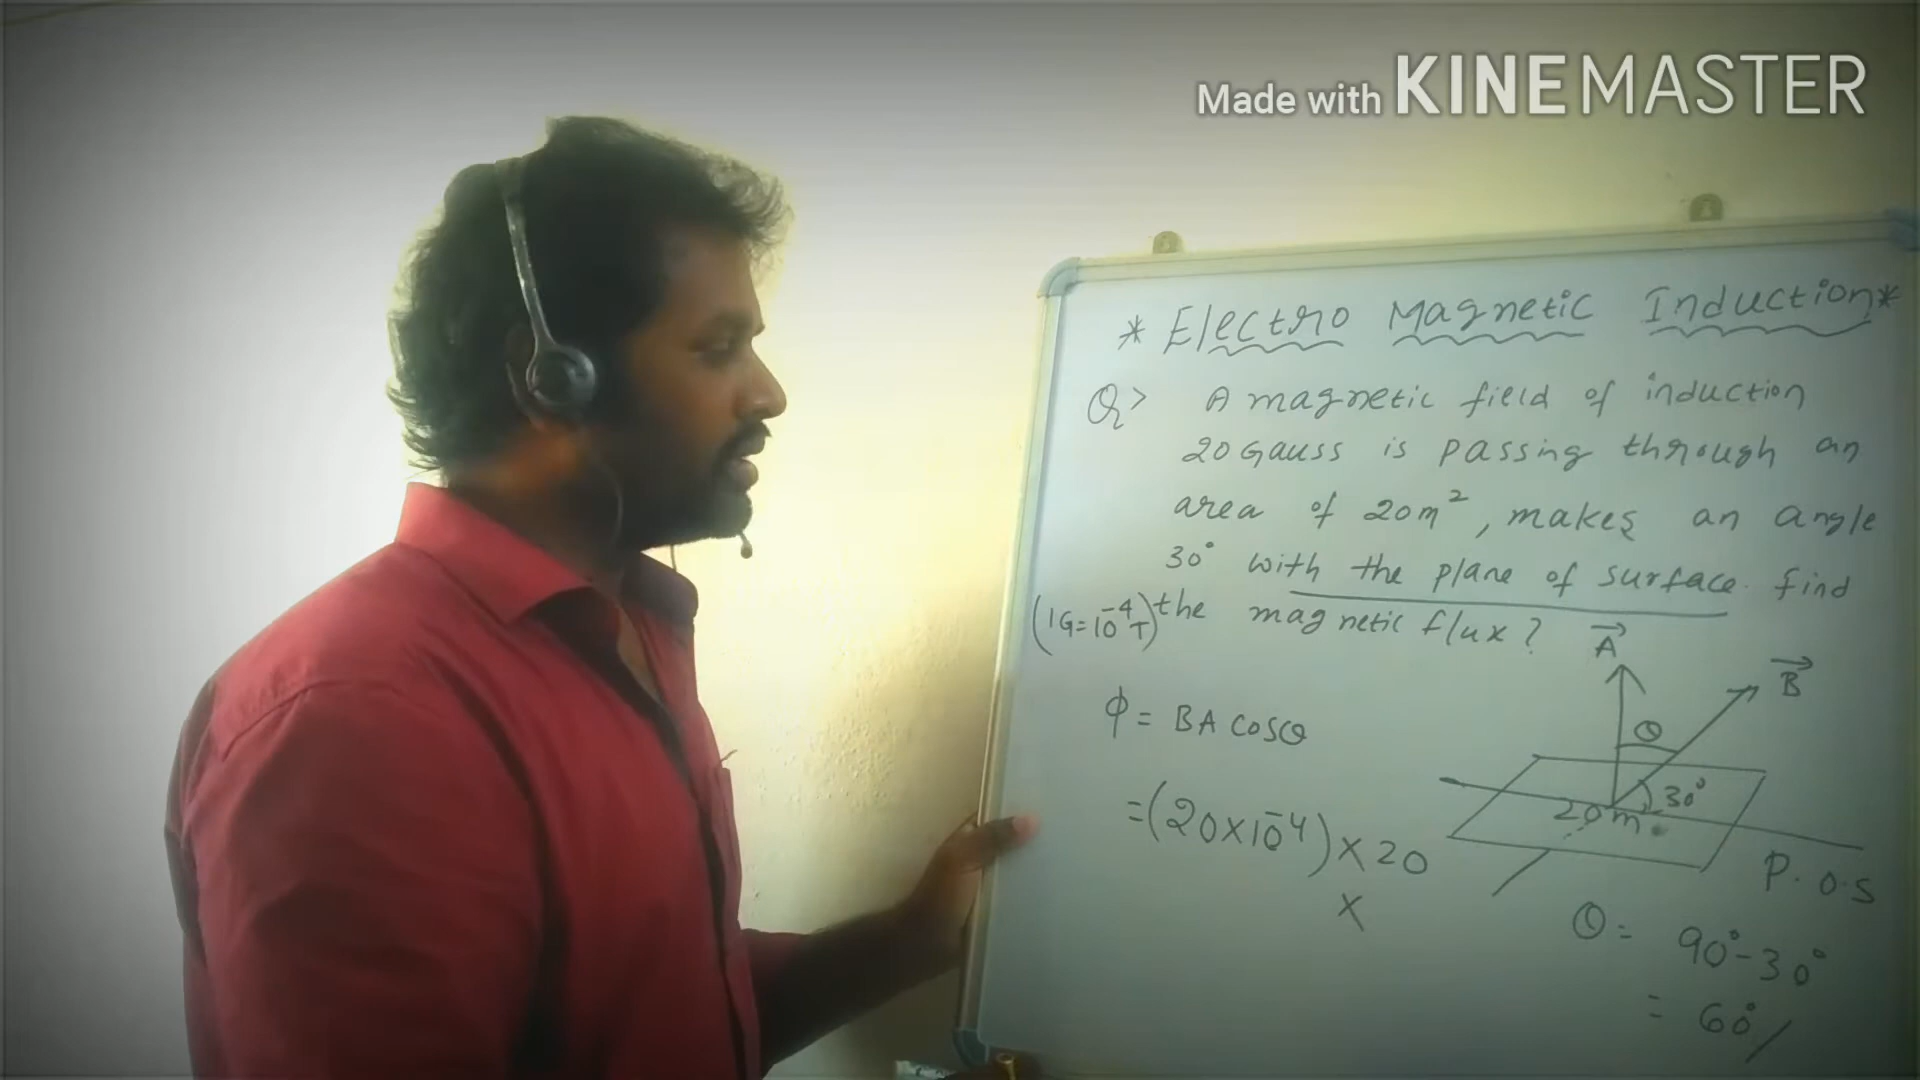 Made with KINEMASTER
* Electro Magnetic Induction *
Q> A magnetic field of induction
20 Gauss is passing through an
area of 20m², makes an angle
30° with the plane of surface. find
(1G=10⁻⁴T) the magnetic flux?
A⃗
B⃗
ϕ = BA cosθ
θ
30°
20m
=(20×10⁻⁴)×20
×
P.O.S
θ = 90°-30°
= 60°/